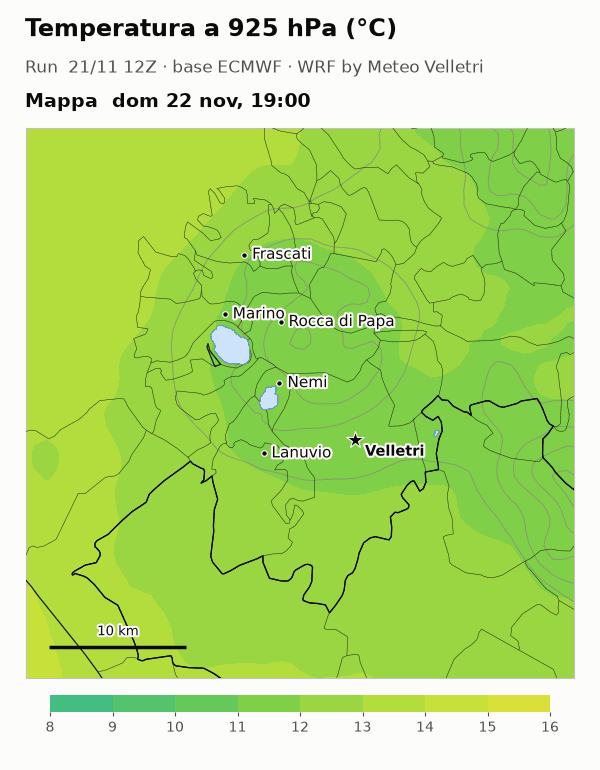 Temperatura a 925 hPa (°C)
Run  21/11 12Z · base ECMWF · WRF by Meteo Velletri
Mappa  dom 22 nov, 19:00
Frascati
Marino
Rocca di Papa
Nemi
Velletri
Lanuvio
10 km
8 9 10 11 12 13 14 15 16